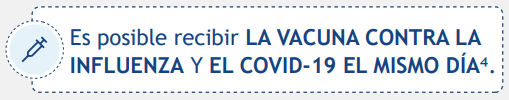 Es posible recibir LA VACUNA CONTRA LA
INFLUENZA Y EL COVID-19 EL MISMO DÍA⁴.